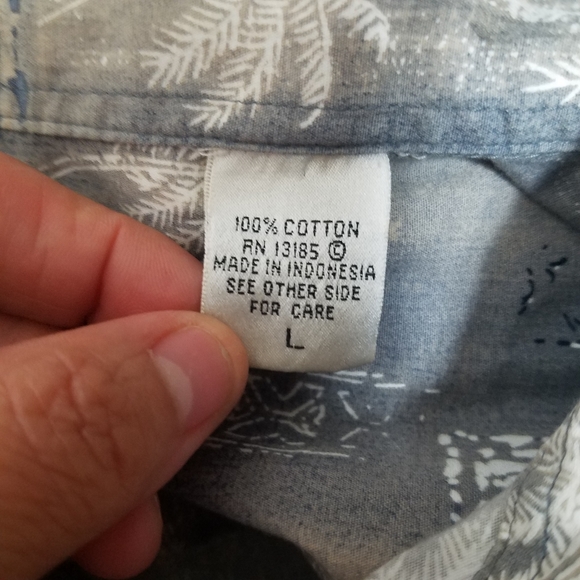 100% COTTON
RN 13185 ©
MADE IN INDONESIA
SEE OTHER SIDE
FOR CARE
L